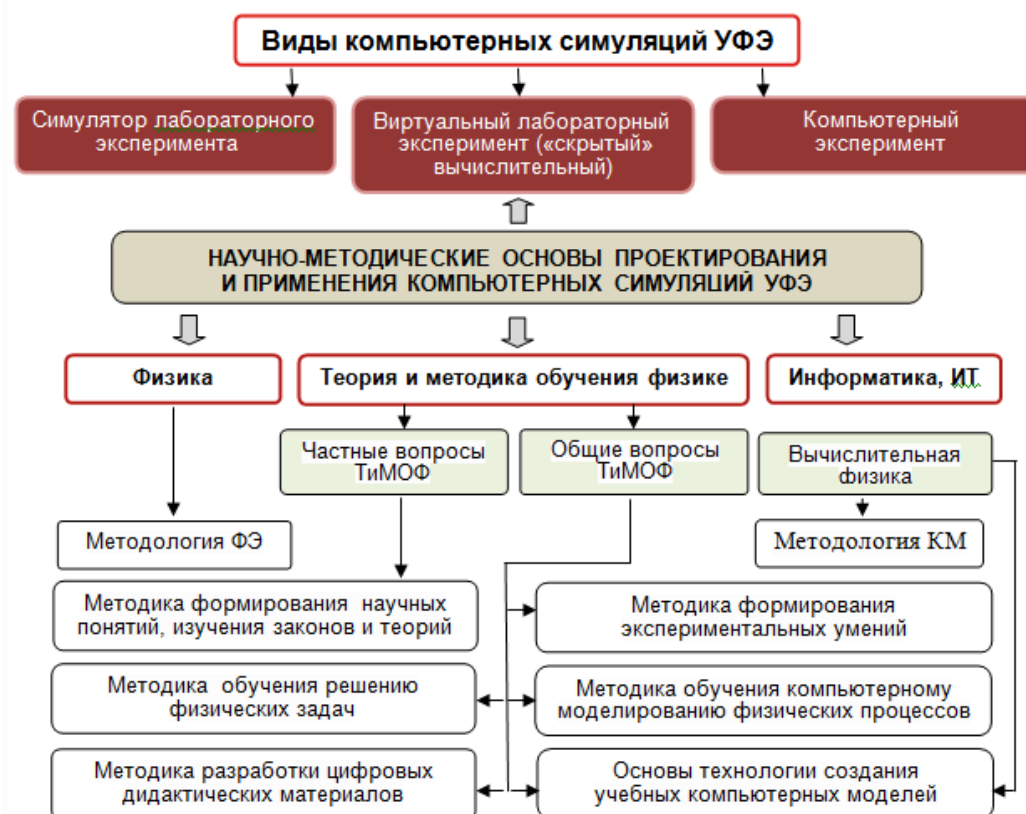 Виды компьютерных симуляций УФЭ
Симулятор лабораторного
эксперимента
Виртуальный лабораторный
эксперимент («скрытый»
вычислительный)
Компьютерный
эксперимент
НАУЧНО-МЕТОДИЧЕСКИЕ ОСНОВЫ ПРОЕКТИРОВАНИЯ
И ПРИМЕНЕНИЯ КОМПЬЮТЕРНЫХ СИМУЛЯЦИЙ УФЭ
Физика
Теория и методика обучения физике
Информатика, ИТ
Частные вопросы
ТиМОФ
Общие вопросы
ТиМОФ
Вычислительная
физика
Методология ФЭ
Методология КМ
Методика формирования научных
понятий, изучения законов и теорий
Методика формирования
экспериментальных умений
Методика обучения решению
физических задач
Методика обучения компьютерному
моделированию физических процессов
Методика разработки цифровых
дидактических материалов
Основы технологии создания
учебных компьютерных моделей